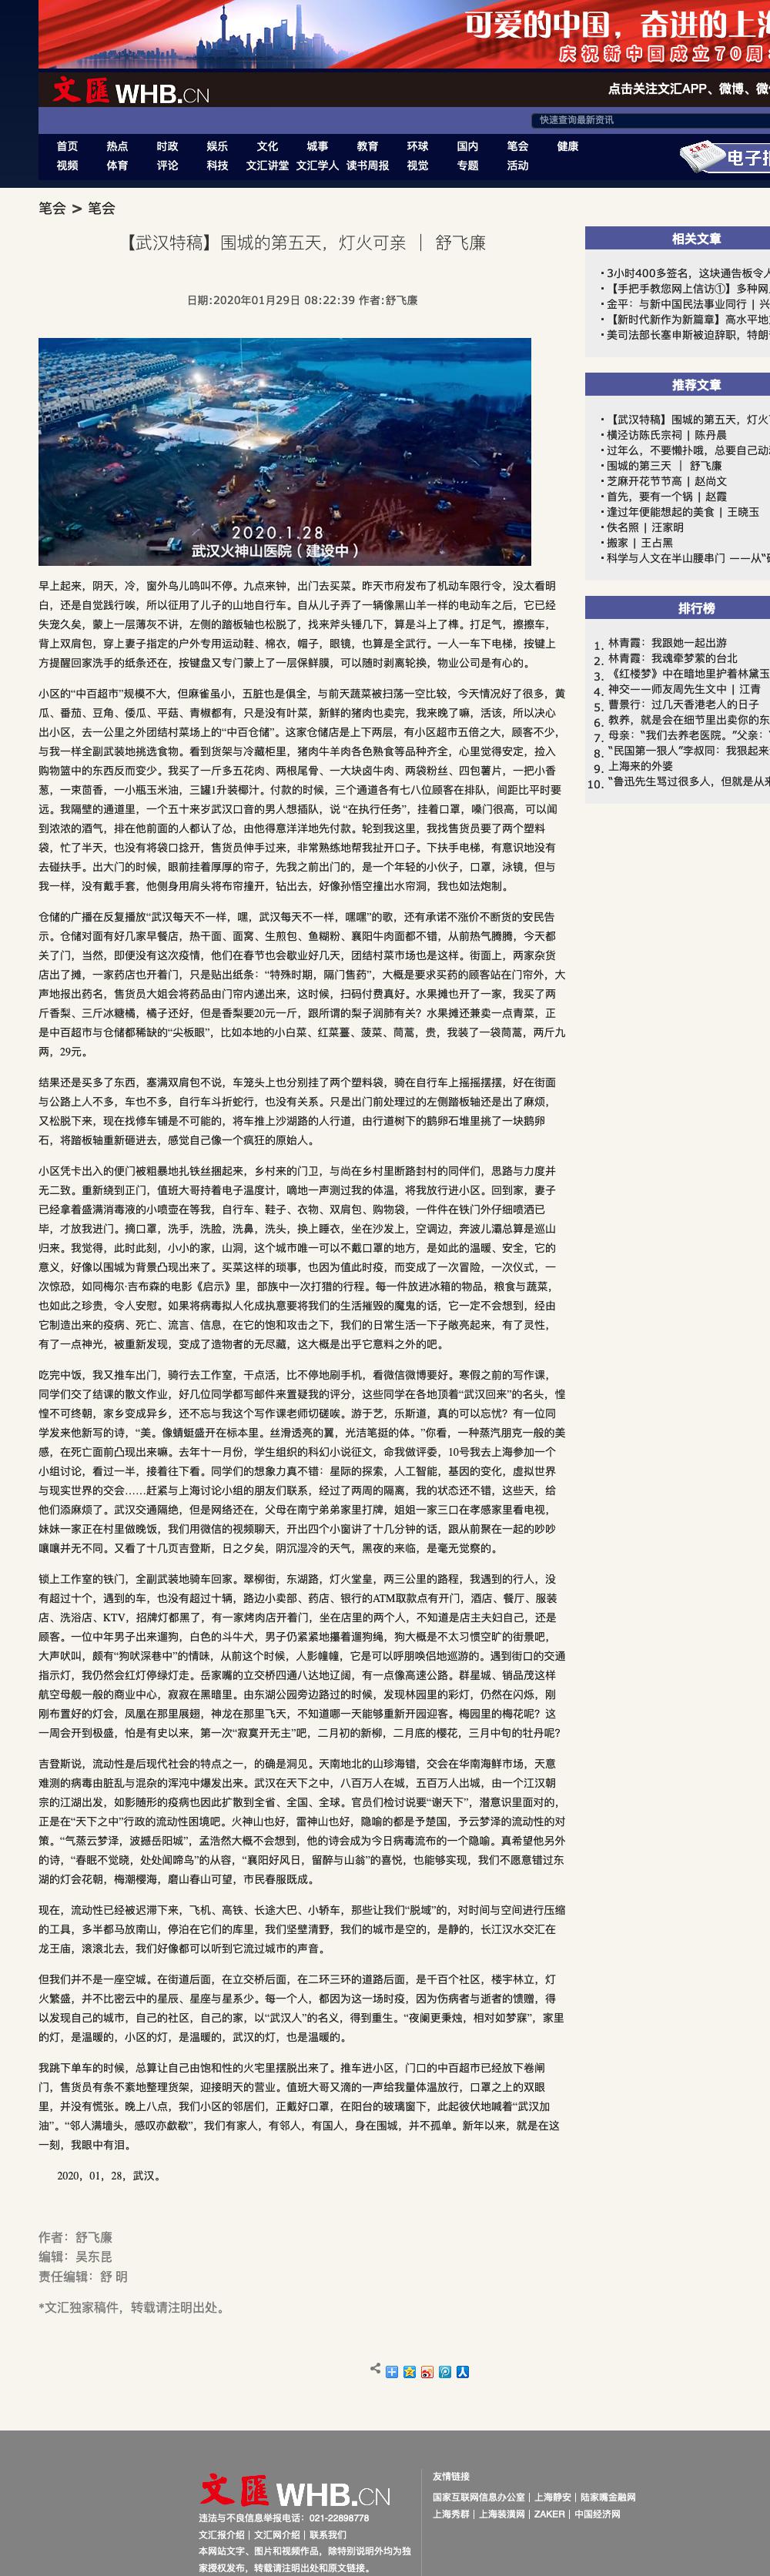 可爱的中国，奋进的上海
庆祝新中国成立70周
文匯 WHB.CN
点击关注文汇APP、微博、微
快速查询最新资讯
首页 热点 时政 娱乐 文化 城事 教育 环球 国内 笔会 健康
视频 体育 评论 科技 文汇讲堂 文汇学人 读书周报 视觉 专题 活动
电子报
笔会 > 笔会
【武汉特稿】围城的第五天，灯火可亲 ｜ 舒飞廉
日期:2020年01月29日 08:22:39 作者:舒飞廉
2020.1.28
武汉火神山医院（建设中）
早上起来，阴天，冷，窗外鸟儿鸣叫不停。九点来钟，出门去买菜。昨天市府发布了机动车限行令，没太看明
白，还是自觉践行唉，所以征用了儿子的山地自行车。自从儿子弄了一辆像黑山羊一样的电动车之后，它已经
失宠久矣，蒙上一层薄灰不讲，左侧的踏板轴也松脱了，找来斧头锤几下，算是斗上了榫。打足气，擦擦车，
背上双肩包，穿上妻子指定的户外专用运动鞋、棉衣，帽子，眼镜，也算是全武行。一人一车下电梯，按键上
方提醒回家洗手的纸条还在，按键盘又专门蒙上了一层保鲜膜，可以随时剥离轮换，物业公司是有心的。
小区的“中百超市”规模不大，但麻雀虽小，五脏也是俱全，与前天蔬菜被扫荡一空比较，今天情况好了很多，黄
瓜、番茄、豆角、倭瓜、平菇、青椒都有，只是没有叶菜，新鲜的猪肉也卖完，我来晚了嘛，活该，所以决心
出小区，去一公里之外团结村菜场上的“中百仓储”。这家仓储店是上下两层，有小区超市五倍之大，顾客不少，
与我一样全副武装地挑选食物。看到货架与冷藏柜里，猪肉牛羊肉各色熟食等品种齐全，心里觉得安定，拉入
购物篮中的东西反而变少。我买了一斤多五花肉、两根尾骨、一大块卤牛肉、两袋粉丝、四包薯片，一把小香
葱，一束茴香，一小瓶玉米油，三罐1升装椰汁。付款的时候，三个通道各有七八位顾客在排队，间距比平时要
远。我隔壁的通道里，一个五十来岁武汉口音的男人想插队，说 “在执行任务”，挂着口罩，嗓门很高，可以闻
到浓浓的酒气，排在他前面的人都认了怂，由他得意洋洋地先付款。轮到我这里，我找售货员要了两个塑料
袋，忙了半天，也没有将袋口捻开，售货员伸手过来，非常熟练地帮我扯开口子。下扶手电梯，有意识地没有
去碰扶手。出大门的时候，眼前挂着厚厚的帘子，先我之前出门的，是一个年轻的小伙子，口罩，泳镜，但与
我一样，没有戴手套，他侧身用肩头将布帘撞开，钻出去，好像孙悟空撞出水帘洞，我也如法炮制。
仓储的广播在反复播放“武汉每天不一样，嘿，武汉每天不一样，嘿嘿”的歌，还有承诺不涨价不断货的安民告
示。仓储对面有好几家早餐店，热干面、面窝、生煎包、鱼糊粉、襄阳牛肉面都不错，从前热气腾腾，今天都
关了门，当然，即便没有这次疫情，他们在春节也会歇业好几天，团结村菜市场也是这样。街面上，两家杂货
店出了摊，一家药店也开着门，只是贴出纸条：“特殊时期，隔门售药”，大概是要求买药的顾客站在门帘外，大
声地报出药名，售货员大姐会将药品由门帘内递出来，这时候，扫码付费真好。水果摊也开了一家，我买了两
斤香梨、三斤冰糖橘，橘子还好，但是香梨要20元一斤，跟所谓的梨子润肺有关？水果摊还兼卖一点青菜，正
是中百超市与仓储都稀缺的“尖板眼”，比如本地的小白菜、红菜薹、菠菜、茼蒿，贵，我装了一袋茼蒿，两斤九
两，29元。
结果还是买多了东西，塞满双肩包不说，车笼头上也分别挂了两个塑料袋，骑在自行车上摇摇摆摆，好在街面
与公路上人不多，车也不多，自行车斗折蛇行，也没有关系。只是出门前处理过的左侧踏板轴还是出了麻烦，
又松脱下来，现在找修车铺是不可能的，将车推上沙湖路的人行道，由行道树下的鹅卵石堆里挑了一块鹅卵
石，将踏板轴重新砸进去，感觉自己像一个疯狂的原始人。
小区凭卡出入的便门被粗暴地扎铁丝捆起来，乡村来的门卫，与尚在乡村里断路封村的同伴们，思路与力度并
无二致。重新绕到正门，值班大哥持着电子温度计，嘀地一声测过我的体温，将我放行进小区。回到家，妻子
已经拿着盛满消毒液的小喷壶在等我，自行车、鞋子、衣物、双肩包、购物袋，一件件在铁门外仔细喷洒已
毕，才放我进门。摘口罩，洗手，洗脸，洗鼻，洗头，换上睡衣，坐在沙发上，空调边，奔波儿灞总算是巡山
归来。我觉得，此时此刻，小小的家，山洞，这个城市唯一可以不戴口罩的地方，是如此的温暖、安全，它的
意义，好像以围城为背景凸现出来了。买菜这样的琐事，也因为值此时疫，而变成了一次冒险，一次仪式，一
次惊恐，如同梅尔·吉布森的电影《启示》里，部族中一次打猎的行程。每一件放进冰箱的物品，粮食与蔬菜，
也如此之珍贵，令人安慰。如果将病毒拟人化成执意要将我们的生活摧毁的魔鬼的话，它一定不会想到，经由
它制造出来的疫病、死亡、流言、信息，在它的饱和攻击之下，我们的日常生活一下子敞亮起来，有了灵性，
有了一点神光，被重新发现，变成了造物者的无尽藏，这大概是出乎它意料之外的吧。
吃完中饭，我又推车出门，骑行去工作室，干点活，比不停地刷手机，看微信微博要好。寒假之前的写作课，
同学们交了结课的散文作业，好几位同学都写邮件来置疑我的评分，这些同学在各地顶着“武汉回来”的名头，惶
惶不可终朝，家乡变成异乡，还不忘与我这个写作课老师切磋唉。游于艺，乐斯道，真的可以忘忧？有一位同
学发来他新写的诗，“美。像蜻蜓盛开在标本里。丝滑透亮的翼，光洁笔挺的体。”你看，一种蒸汽朋克一般的美
感，在死亡面前凸现出来嘛。去年十一月份，学生组织的科幻小说征文，命我做评委，10号我去上海参加一个
小组讨论，看过一半，接着往下看。同学们的想象力真不错：星际的探索，人工智能，基因的变化，虚拟世界
与现实世界的交会……赶紧与上海讨论小组的朋友们联系，经过了两周的隔离，我的状态还不错，这些天，给
他们添麻烦了。武汉交通隔绝，但是网络还在，父母在南宁弟弟家里打牌，姐姐一家三口在孝感家里看电视，
妹妹一家正在村里做晚饭，我们用微信的视频聊天，开出四个小窗讲了十几分钟的话，跟从前聚在一起的吵吵
嚷嚷并无不同。又看了十几页吉登斯，日之夕矣，阴沉湿冷的天气，黑夜的来临，是毫无觉察的。
锁上工作室的铁门，全副武装地骑车回家。翠柳街，东湖路，灯火堂皇，两三公里的路程，我遇到的行人，没
有超过十个，遇到的车，也没有超过十辆，路边小卖部、药店、银行的ATM取款点有开门，酒店、餐厅、服装
店、洗浴店、KTV，招牌灯都黑了，有一家烤肉店开着门，坐在店里的两个人，不知道是店主夫妇自己，还是
顾客。一位中年男子出来遛狗，白色的斗牛犬，男子仍紧紧地攥着遛狗绳，狗大概是不太习惯空旷的街景吧，
大声吠叫，颇有“狗吠深巷中”的情味，从前这个时候，人影幢幢，它是可以呼朋唤侣地巡游的。遇到街口的交通
指示灯，我仍然会红灯停绿灯走。岳家嘴的立交桥四通八达地辽阔，有一点像高速公路。群星城、销品茂这样
航空母舰一般的商业中心，寂寂在黑暗里。由东湖公园旁边路过的时候，发现林园里的彩灯，仍然在闪烁，刚
刚布置好的灯会，凤凰在那里展翅，神龙在那里飞天，不知道哪一天能够重新开园迎客。梅园里的梅花呢？这
一周会开到极盛，怕是有史以来，第一次“寂寞开无主”吧，二月初的新柳，二月底的樱花，三月中旬的牡丹呢？
吉登斯说，流动性是后现代社会的特点之一，的确是洞见。天南地北的山珍海错，交会在华南海鲜市场，天意
难测的病毒由脏乱与混杂的浑沌中爆发出来。武汉在天下之中，八百万人在城，五百万人出城，由一个江汉朝
宗的江湖出发，如影随形的疫病也因此扩散到全省、全国、全球。官员们检讨说要“谢天下”，潜意识里面对的，
正是在“天下之中”行政的流动性困境吧。火神山也好，雷神山也好，隐喻的都是予楚国，予云梦泽的流动性的对
策。“气蒸云梦泽，波撼岳阳城”，孟浩然大概不会想到，他的诗会成为今日病毒流布的一个隐喻。真希望他另外
的诗，“春眠不觉晓，处处闻啼鸟”的从容，“襄阳好风日，留醉与山翁”的喜悦，也能够实现，我们不愿意错过东
湖的灯会花朝，梅潮樱海，磨山春山可望，市民春服既成。
现在，流动性已经被迟滞下来，飞机、高铁、长途大巴、小轿车，那些让我们“脱域”的，对时间与空间进行压缩
的工具，多半都马放南山，停泊在它们的库里，我们坚壁清野，我们的城市是空的，是静的，长江汉水交汇在
龙王庙，滚滚北去，我们好像都可以听到它流过城市的声音。
但我们并不是一座空城。在街道后面，在立交桥后面，在二环三环的道路后面，是千百个社区，楼宇林立，灯
火繁盛，并不比密云中的星辰、星座与星系少。每一个人，都因为这一场时疫，因为伤病者与逝者的馈赠，得
以发现自己的城市，自己的社区，自己的家，以“武汉人”的名义，得到重生。“夜阑更秉烛，相对如梦寐”，家里
的灯，是温暖的，小区的灯，是温暖的，武汉的灯，也是温暖的。
我跳下单车的时候，总算让自己由饱和性的火宅里摆脱出来了。推车进小区，门口的中百超市已经放下卷闸
门，售货员有条不紊地整理货架，迎接明天的营业。值班大哥又滴的一声给我量体温放行，口罩之上的双眼
里，并没有慌张。晚上八点，我们小区的邻居们，正戴好口罩，在阳台的玻璃窗下，此起彼伏地喊着“武汉加
油”。“邻人满墙头，感叹亦歔欷”，我们有家人，有邻人，有国人，身在围城，并不孤单。新年以来，就是在这
一刻，我眼中有泪。
2020，01，28，武汉。
作者：舒飞廉
编辑：吴东昆
责任编辑：舒 明
*文汇独家稿件，转载请注明出处。
相关文章
• 3小时400多签名，这块通告板令人
• 【手把手教您网上信访①】多种网
• 金平：与新中国民法事业同行 | 兴
• 【新时代新作为新篇章】高水平地
• 美司法部长塞申斯被迫辞职，特朗
推荐文章
• 【武汉特稿】围城的第五天，灯火
• 横泾访陈氏宗祠 | 陈丹晨
• 过年么，不要懒扑哦，总要自己动
• 围城的第三天 ｜ 舒飞廉
• 芝麻开花节节高 | 赵尚文
• 首先，要有一个锅 | 赵霞
• 逢过年便能想起的美食 | 王晓玉
• 佚名照 | 汪家明
• 搬家 | 王占黑
• 科学与人文在半山腰串门 ——从“
排行榜
1. 林青霞：我跟她一起出游
2. 林青霞：我魂牵梦萦的台北
3. 《红楼梦》中在暗地里护着林黛玉
4. 神交——师友周先生文中 | 江青
5. 曹景行：过几天香港老人的日子
6. 教养，就是会在细节里出卖你的东
7. 母亲：“我们去养老医院。”父亲：“
8. “民国第一狠人”李叔同：我狠起来
9. 上海来的外婆
10. “鲁迅先生骂过很多人，但就是从来
文匯 WHB.CN
违法与不良信息举报电话：021-22898778
文汇报介绍 | 文汇网介绍 | 联系我们
本网站文字、图片和视频作品，除特别说明外均为独
家授权发布，转载请注明出处和原文链接。
友情链接
国家互联网信息办公室 | 上海静安 | 陆家嘴金融网
上海秀群 | 上海装潢网 | ZAKER | 中国经济网